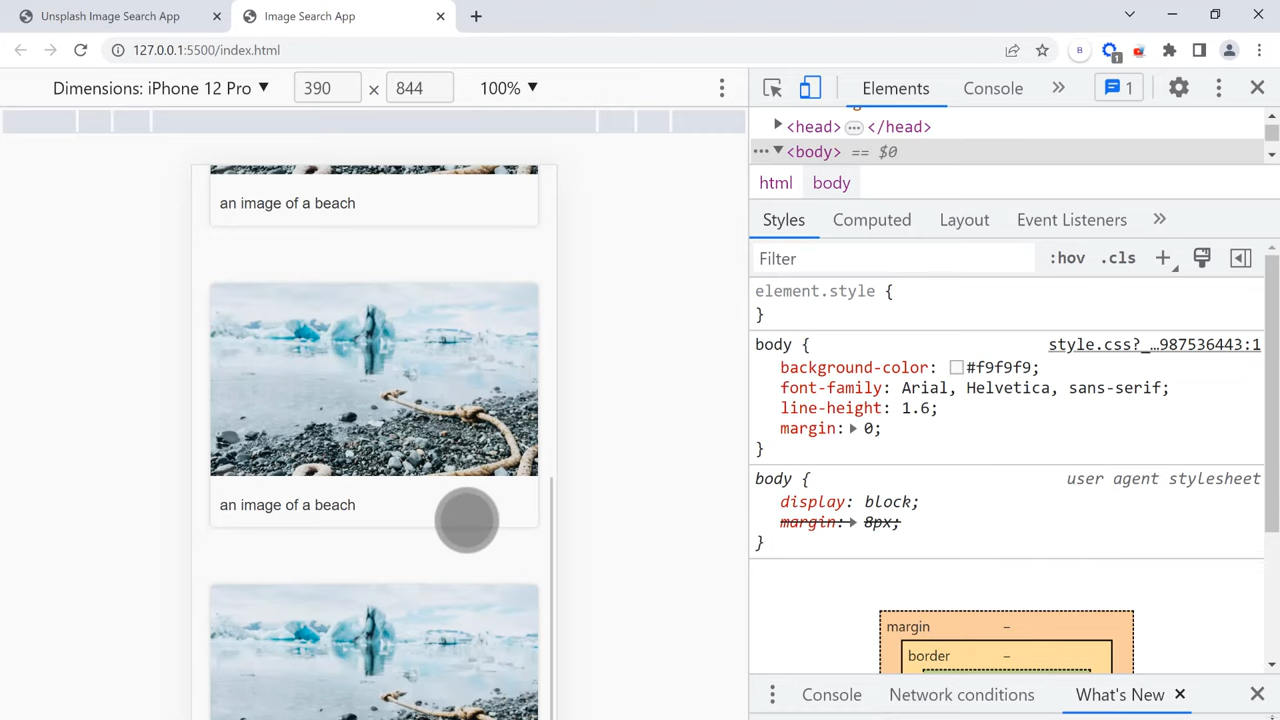 Unsplash Image Search App
Image Search App
127.0.0.1:5500/index.html
B
1
Dimensions: iPhone 12 Pro ▼ 390 × 844 100% ▼
Elements Console » 1
▶ <head> … </head>
••• ▼ <body> == $0
html body
Styles Computed Layout Event Listeners »
Filter :hov .cls +
element.style {
}
body { style.css?_…987536443:1
background-color: #f9f9f9;
font-family: Arial, Helvetica, sans-serif;
line-height: 1.6;
margin: ▶ 0;
}
body { user agent stylesheet
display: block;
margin: ▶ 8px;
}
margin –
border –
Console Network conditions What's New ×
an image of a beach
an image of a beach